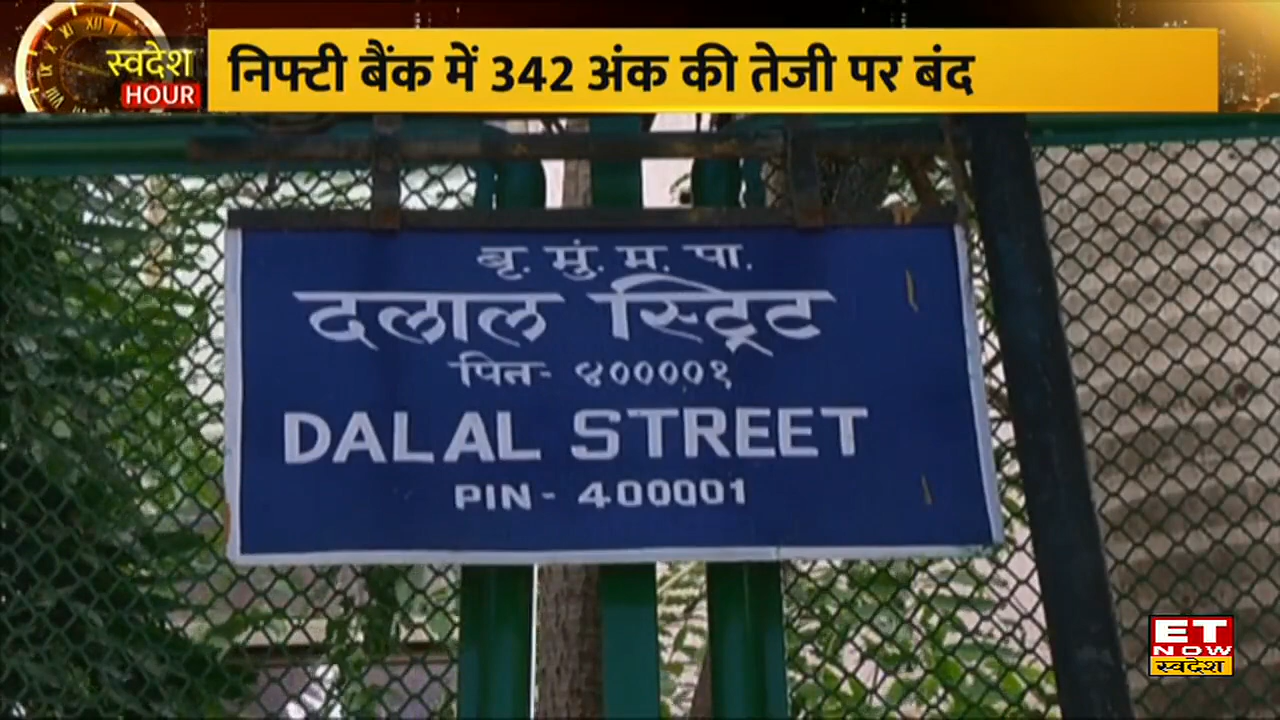 स्वदेश
HOUR
निफ्टी बैंक में 342 अंक की तेजी पर बंद
बृ. मुं. म. पा.
दलाल स्ट्रिट
पिन- ४००००१
DALAL STREET
PIN - 400001
ET
NOW
स्वदेश